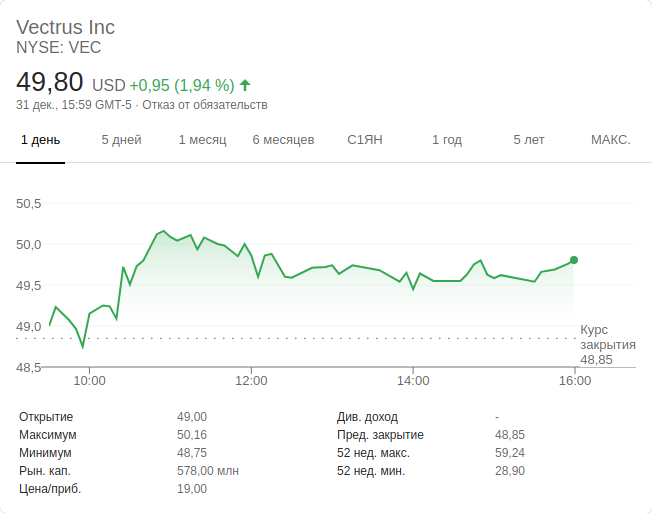 Vectrus Inc
NYSE: VEC
49,80 USD +0,95 (1,94 %)
31 дек., 15:59 GMT-5 · Отказ от обязательств
1 день 5 дней 1 месяц 6 месяцев С1ЯН 1 год 5 лет МАКС.
50,5
50,0
49,5
49,0
48,5
Курс
закрытия
48,85
10:00 12:00 14:00 16:00
Открытие 49,00 Див. доход -
Максимум 50,16 Пред. закрытие 48,85
Минимум 48,75 52 нед. макс. 59,24
Рын. кап. 578,00 млн 52 нед. мин. 28,90
Цена/приб. 19,00